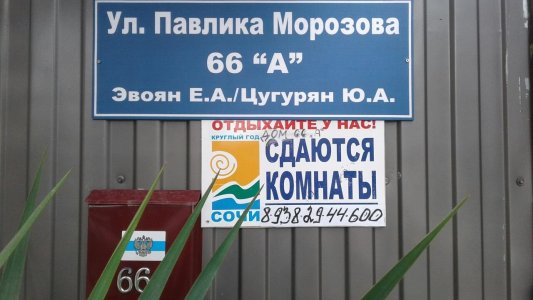 Ул. Павлика Морозова
66 “А”
Эвоян Е.А./Цугурян Ю.А.
ОТДЫХАЙТЕ У НАС!
КРУГЛЫЙ ГОД
ДОМ 66.А
СДАЮТСЯ
КОМНАТЫ
СОЧИ
89382944600
66